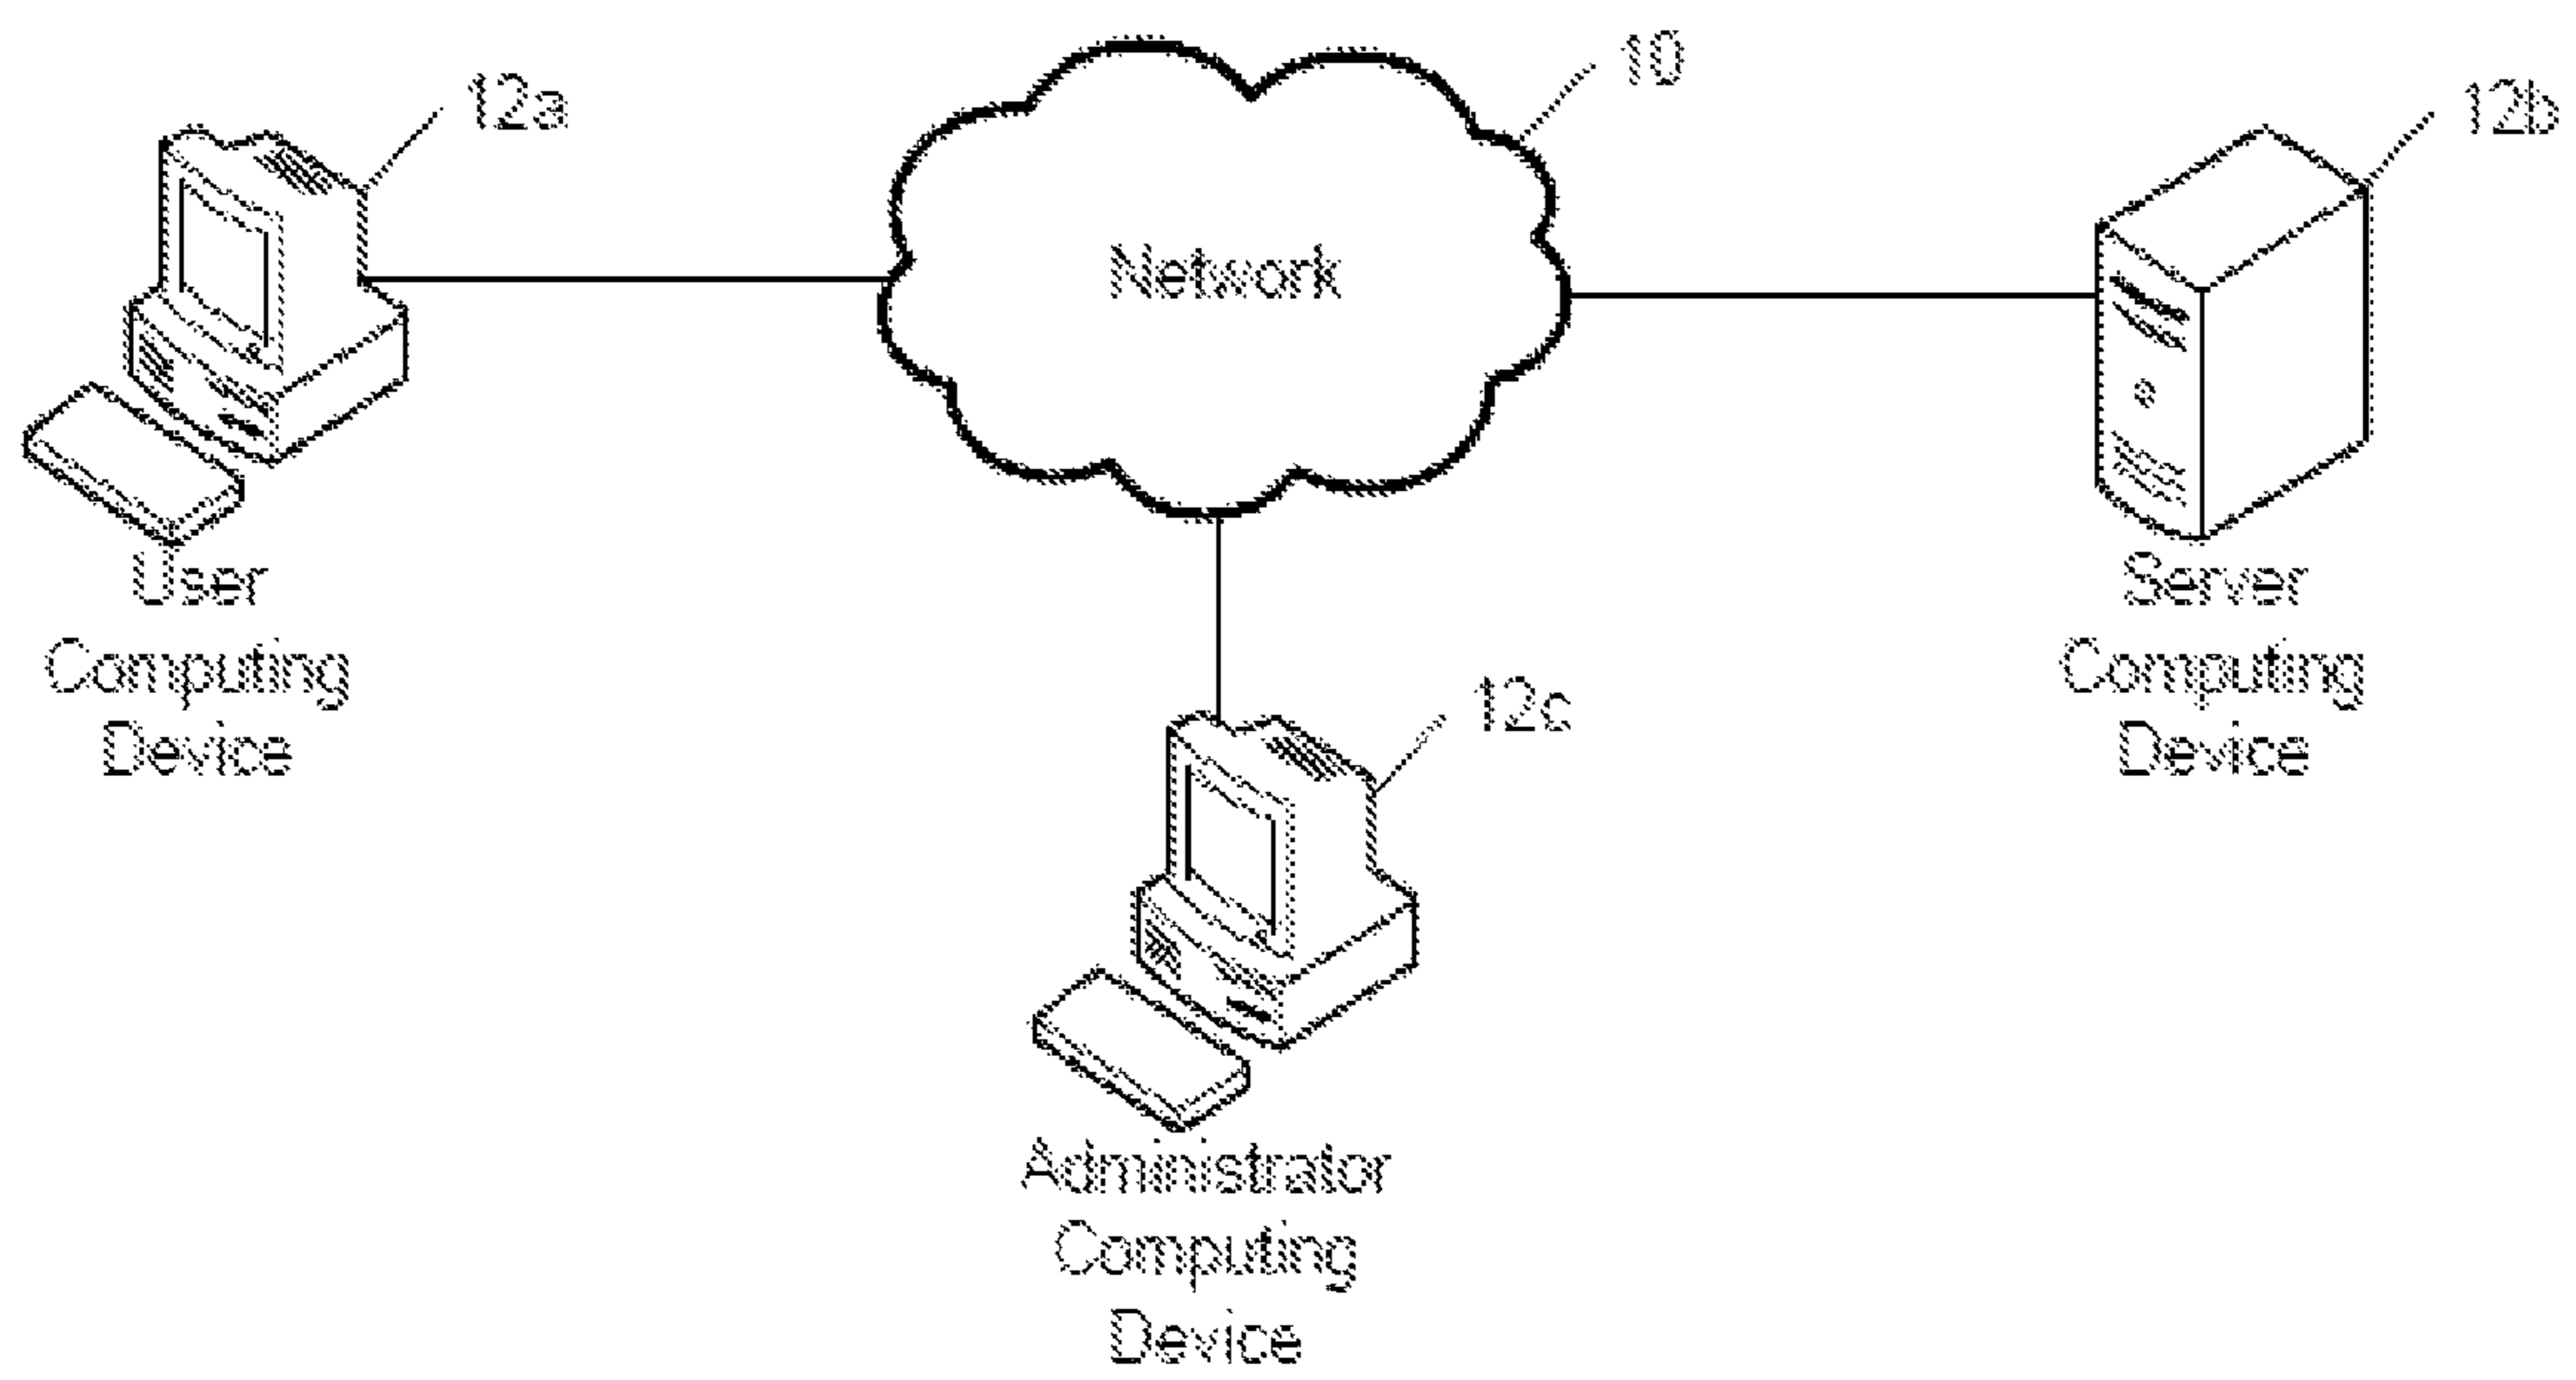 10
12a
12b
Network
User
Computing
Device
Server
Computing
Device
12c
Administrator
Computing
Device